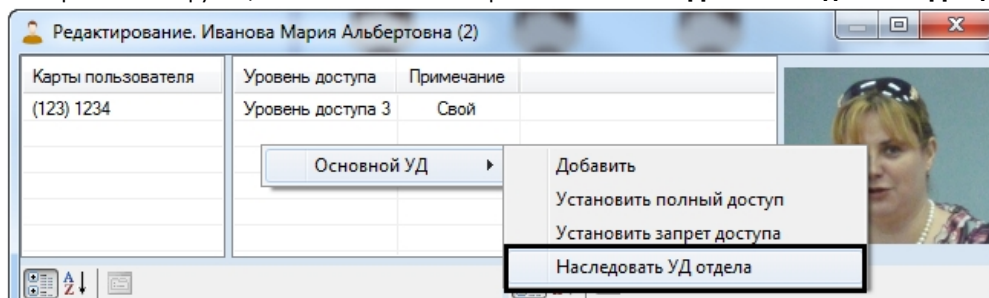 Редактирование. Иванова Мария Альбертовна (2)
Карты пользователя Уровень доступа Примечание
(123) 1234 Уровень доступа 3 Свой
Основной УД Добавить
Установить полный доступ
Установить запрет доступа
Наследовать УД отдела